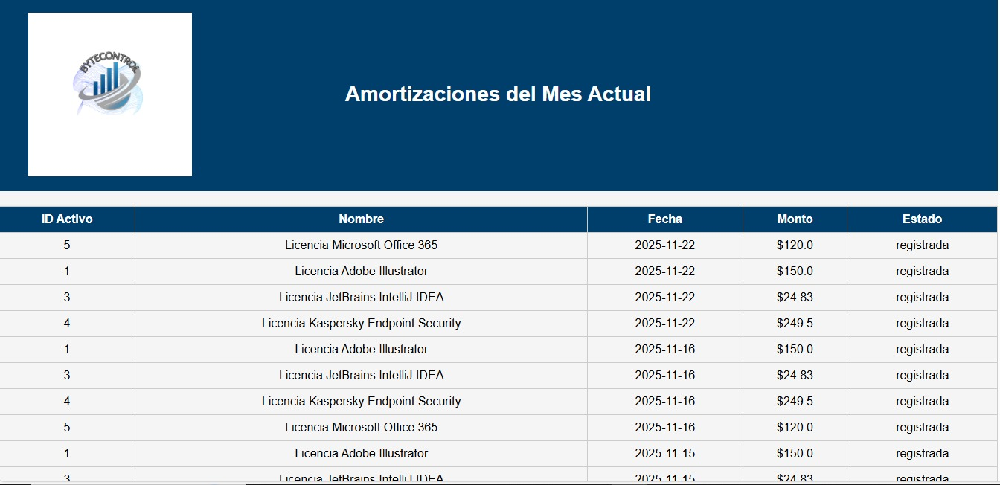 BYTECONTROL
Amortizaciones del Mes Actual
ID Activo Nombre Fecha Monto Estado
5 Licencia Microsoft Office 365 2025-11-22 $120.0 registrada
1 Licencia Adobe Illustrator 2025-11-22 $150.0 registrada
3 Licencia JetBrains IntelliJ IDEA 2025-11-22 $24.83 registrada
4 Licencia Kaspersky Endpoint Security 2025-11-22 $249.5 registrada
1 Licencia Adobe Illustrator 2025-11-16 $150.0 registrada
3 Licencia JetBrains IntelliJ IDEA 2025-11-16 $24.83 registrada
4 Licencia Kaspersky Endpoint Security 2025-11-16 $249.5 registrada
5 Licencia Microsoft Office 365 2025-11-16 $120.0 registrada
1 Licencia Adobe Illustrator 2025-11-15 $150.0 registrada
3 Licencia JetBrains IntelliJ IDEA 2025-11-15 $24.83 registrada